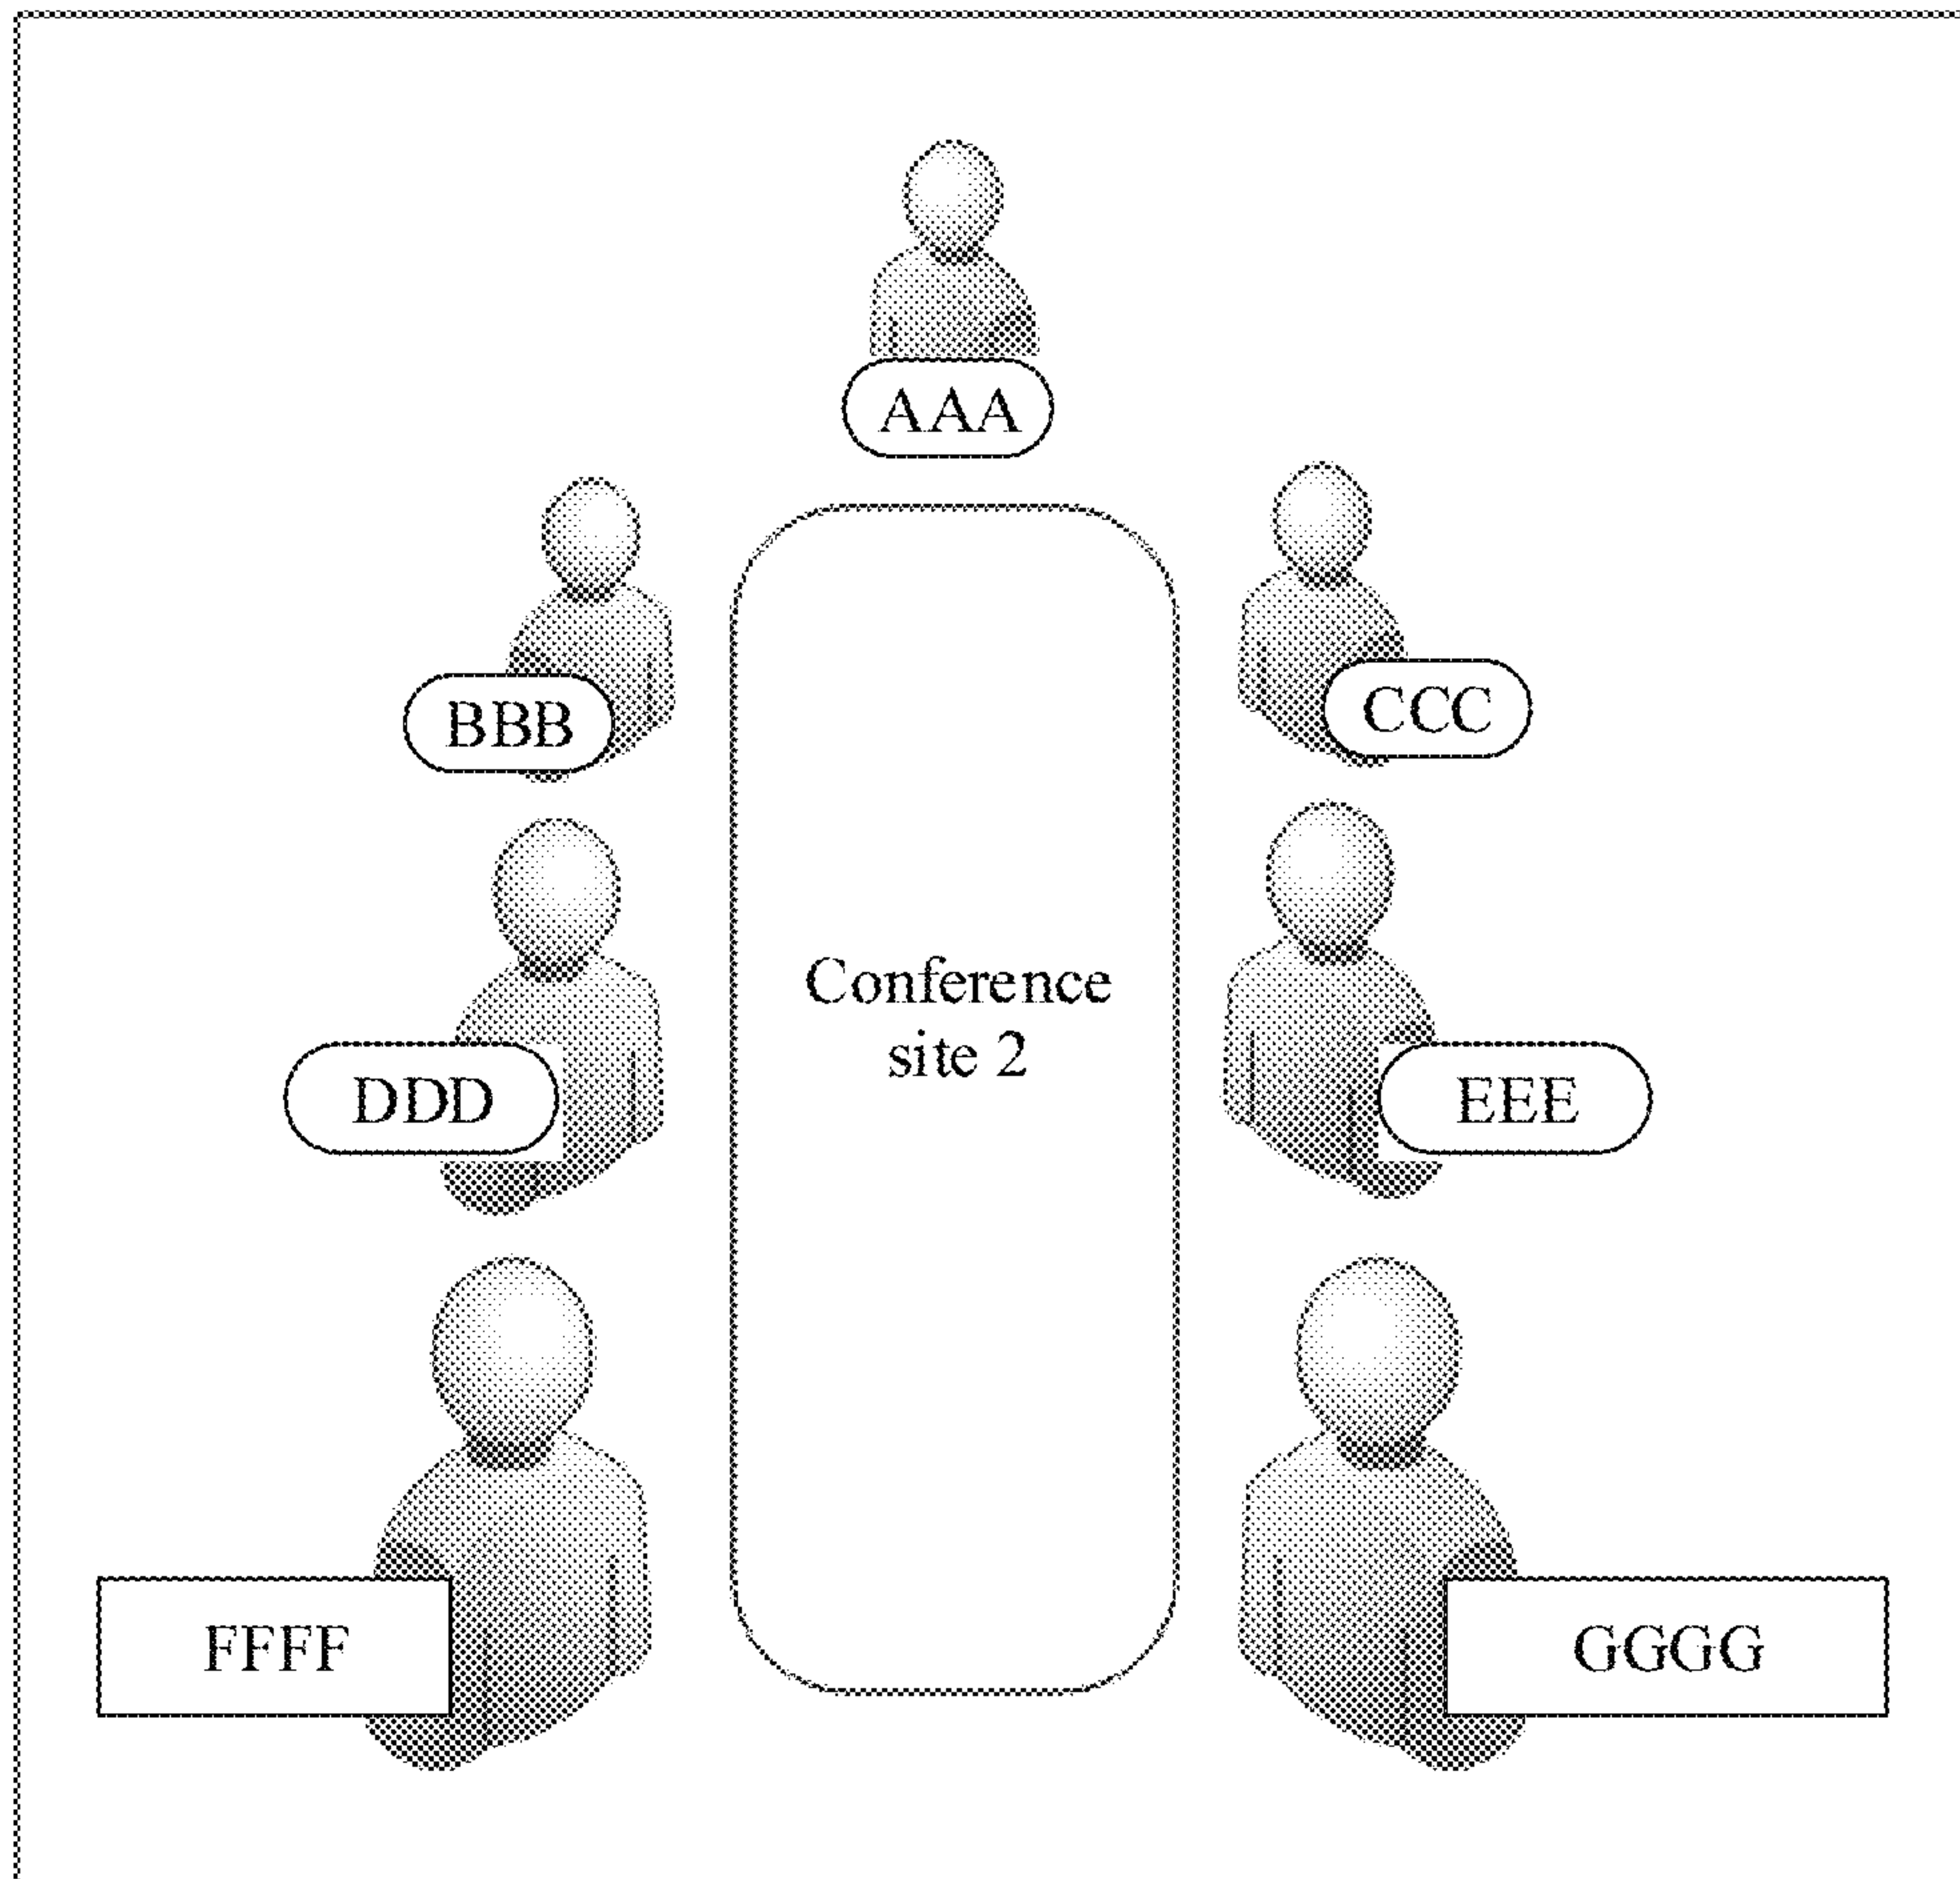 AAA
BBB
CCC
Conference
site 2
DDD
EEE
FFFF
GGGG